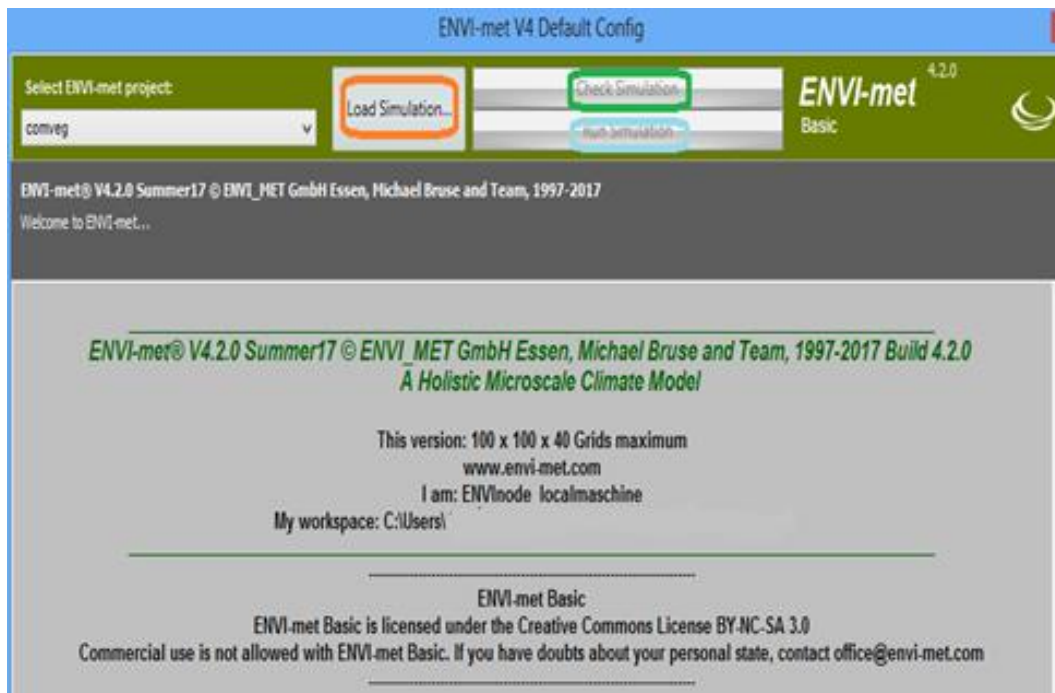 ENVI-met V4 Default Config
Select ENVI-met project:
comveg
Load Simulation...
Check Simulation
Run Simulation
ENVI-met 4.2.0
Basic
ENVI-met® V4.2.0 Summer17 © ENVI_MET GmbH Essen, Michael Bruse and Team, 1997-2017
Welcome to ENVI-met...
ENVI-met® V4.2.0 Summer17 © ENVI_MET GmbH Essen, Michael Bruse and Team, 1997-2017 Build 4.2.0
A Holistic Microscale Climate Model
This version: 100 x 100 x 40 Grids maximum
www.envi-met.com
I am: ENVInode localmaschine
My workspace: C:\Users\
ENVI-met Basic
ENVI-met Basic is licensed under the Creative Commons License BY-NC-SA 3.0
Commercial use is not allowed with ENVI-met Basic. If you have doubts about your personal state, contact office@envi-met.com